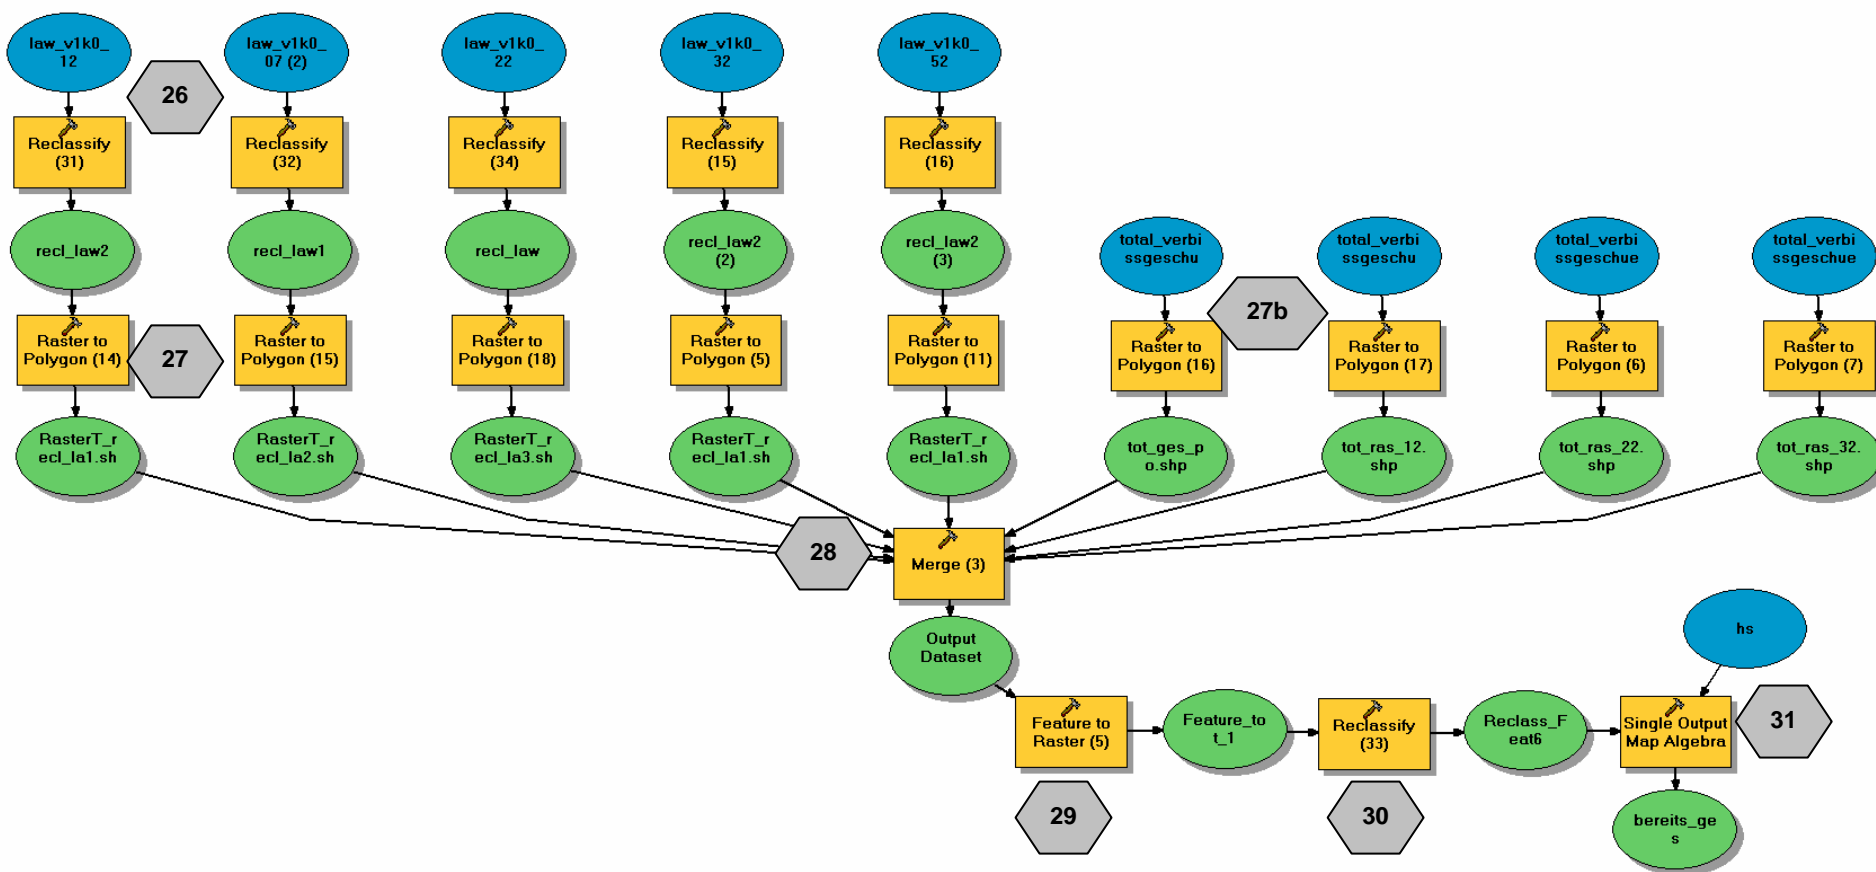 law_v1k0_
12
law_v1k0_
07 (2)
law_v1k0_
22
law_v1k0_
32
law_v1k0_
52
26
Reclassify
(31)
Reclassify
(32)
Reclassify
(34)
Reclassify
(15)
Reclassify
(16)
recl_law2
recl_law1
recl_law
recl_law2
(2)
recl_law2
(3)
total_verbi
ssgeschu
total_verbi
ssgeschu
total_verbi
ssgeschue
total_verbi
ssgeschue
27
27b
Raster to
Polygon (14)
Raster to
Polygon (15)
Raster to
Polygon (18)
Raster to
Polygon (5)
Raster to
Polygon (11)
Raster to
Polygon (16)
Raster to
Polygon (17)
Raster to
Polygon (6)
Raster to
Polygon (7)
RasterT_r
ecl_la1.sh
RasterT_r
ecl_la2.sh
RasterT_r
ecl_la3.sh
RasterT_r
ecl_la1.sh
RasterT_r
ecl_la1.sh
tot_ges_p
o.shp
tot_ras_12.
shp
tot_ras_22.
shp
tot_ras_32.
shp
28
Merge (3)
Output
Dataset
hs
Feature to
Raster (5)
Feature_to
t_1
Reclassify
(33)
Reclass_F
eat6
Single Output
Map Algebra
31
29
30
bereits_ge
s